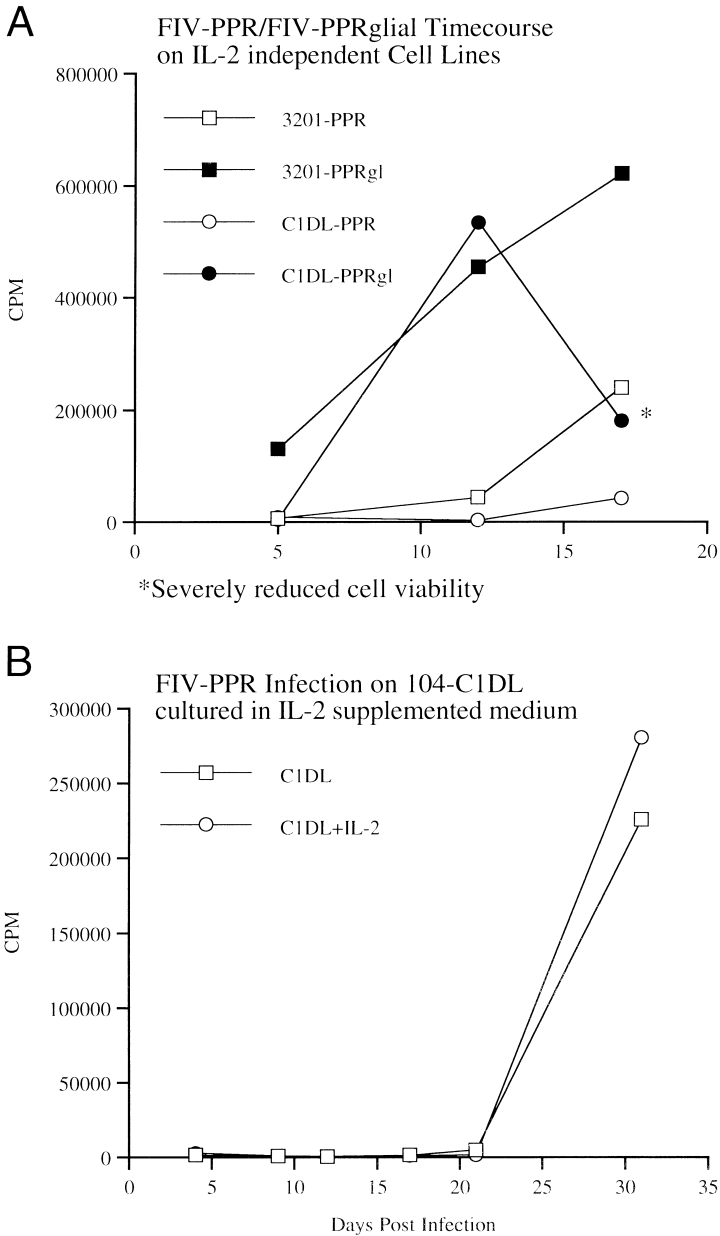 A
FIV-PPR/FIV-PPRglial Timecourse
on IL-2 independent Cell Lines
800000
600000
400000
200000
0
CPM
3201-PPR
3201-PPRgl
C1DL-PPR
C1DL-PPRgl
*
0 5 10 15 20
*Severely reduced cell viability
B
FIV-PPR Infection on 104-C1DL
cultured in IL-2 supplemented medium
300000
250000
200000
150000
100000
50000
0
CPM
C1DL
C1DL+IL-2
0 5 10 15 20 25 30 35
Days Post Infection